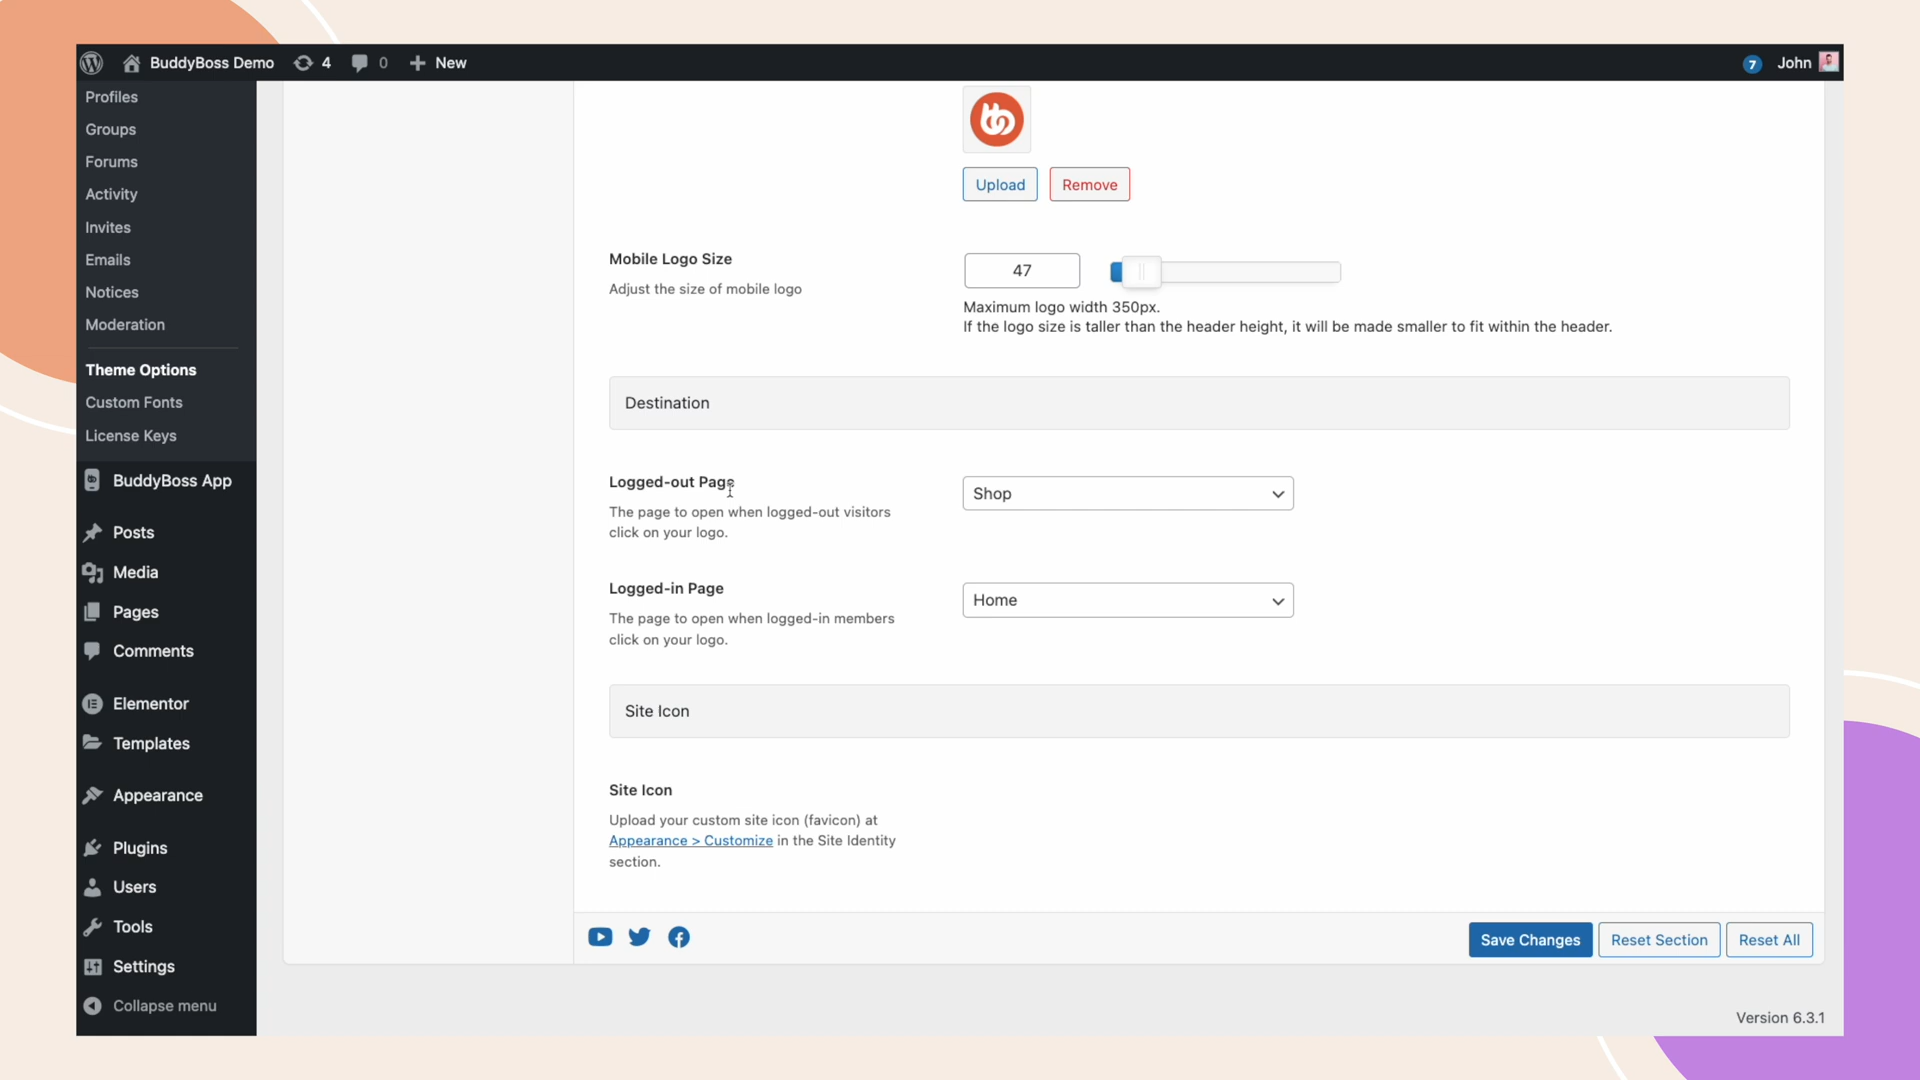 BuddyBoss Demo 4 0 New 7 John
Profiles
Groups
Forums
Activity
Invites
Emails
Notices
Moderation
Theme Options
Custom Fonts
License Keys
BuddyBoss App
Posts
Media
Pages
Comments
Elementor
Templates
Appearance
Plugins
Users
Tools
Settings
Collapse menu
Upload Remove
Mobile Logo Size
Adjust the size of mobile logo
47
Maximum logo width 350px.
If the logo size is taller than the header height, it will be made smaller to fit within the header.
Destination
Logged-out Page
The page to open when logged-out visitors
click on your logo.
Shop
Logged-in Page
The page to open when logged-in members
click on your logo.
Home
Site Icon
Site Icon
Upload your custom site icon (favicon) at
Appearance > Customize in the Site Identity
section.
Save Changes Reset Section Reset All
Version 6.3.1